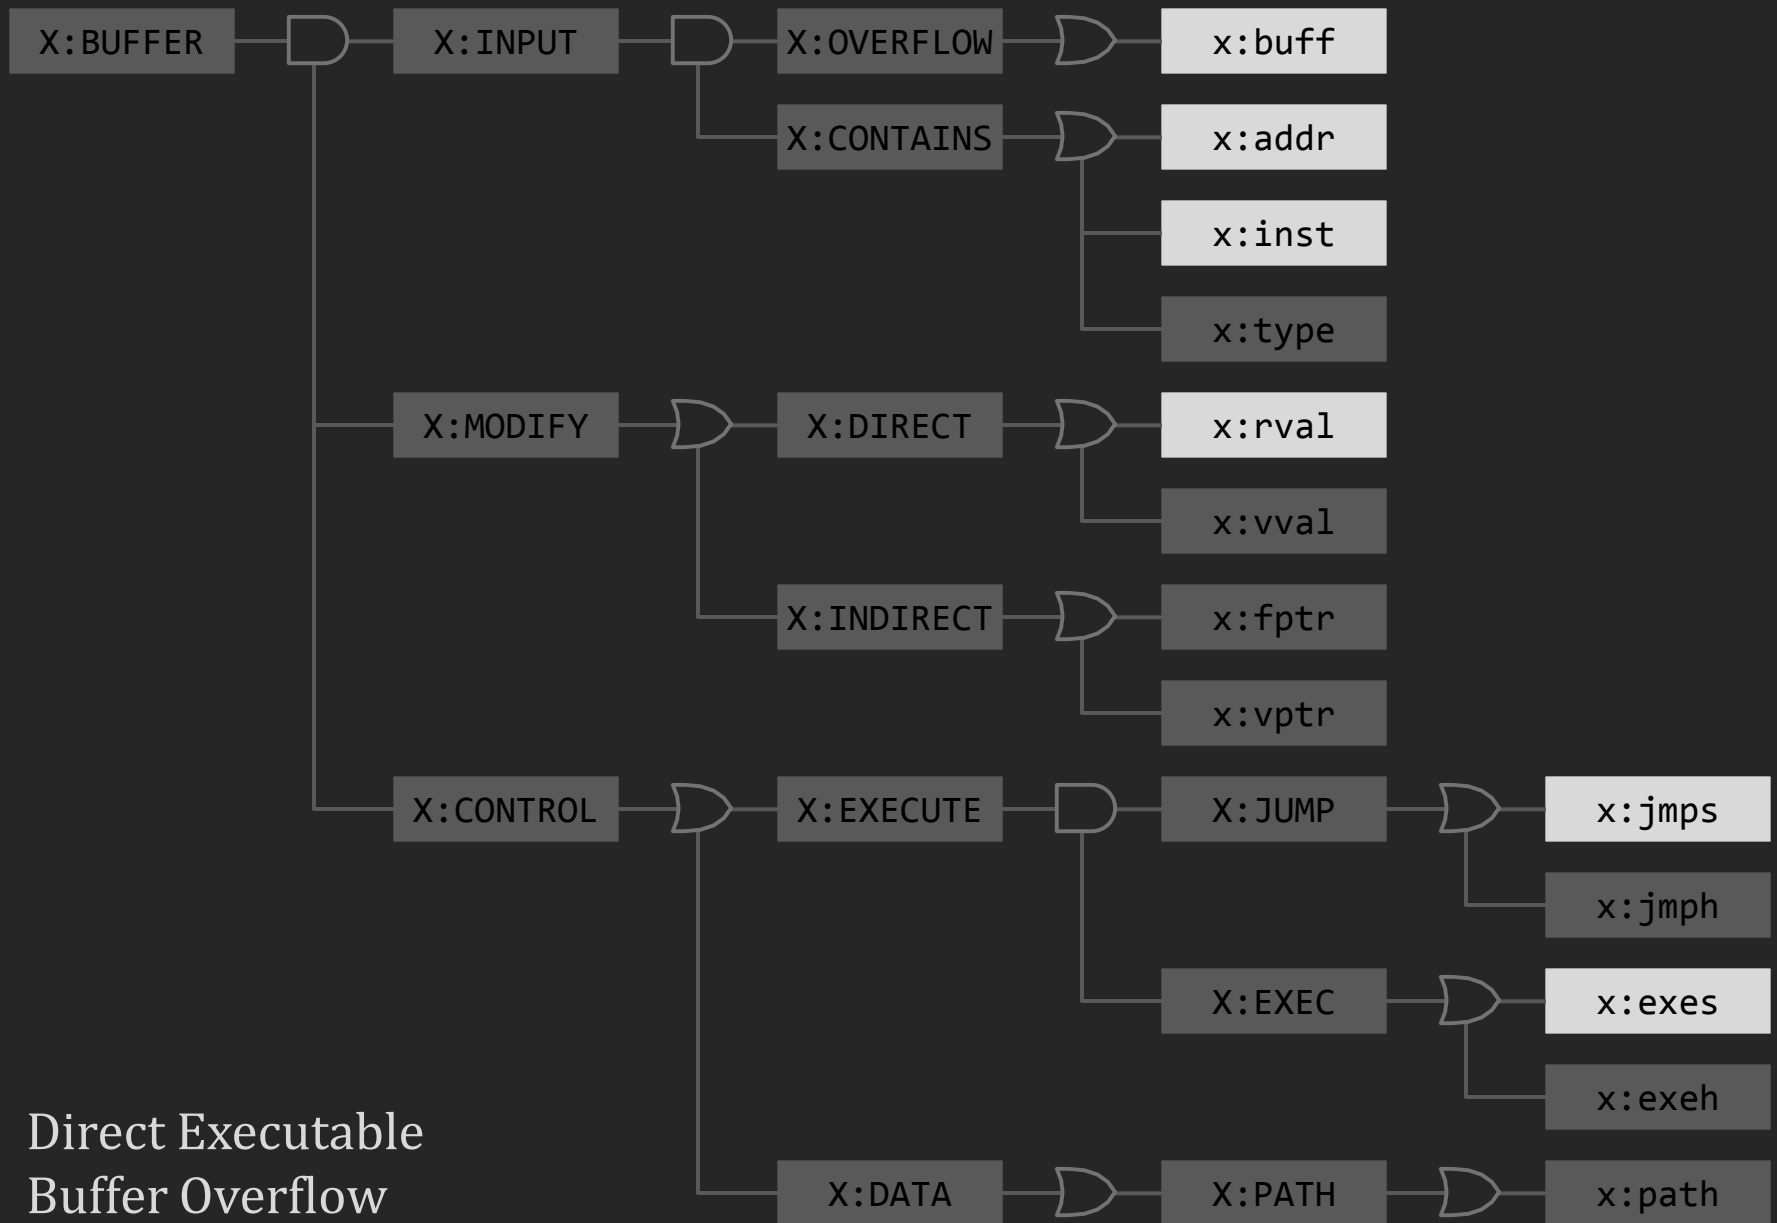 X:BUFFER X:INPUT X:OVERFLOW x:buff
X:CONTAINS x:addr
x:inst
x:type
X:MODIFY X:DIRECT x:rval
x:vval
X:INDIRECT x:fptr
x:vptr
X:CONTROL X:EXECUTE X:JUMP x:jmps
x:jmph
X:EXEC x:exes
x:exeh
X:DATA X:PATH x:path
Direct Executable
Buffer Overflow